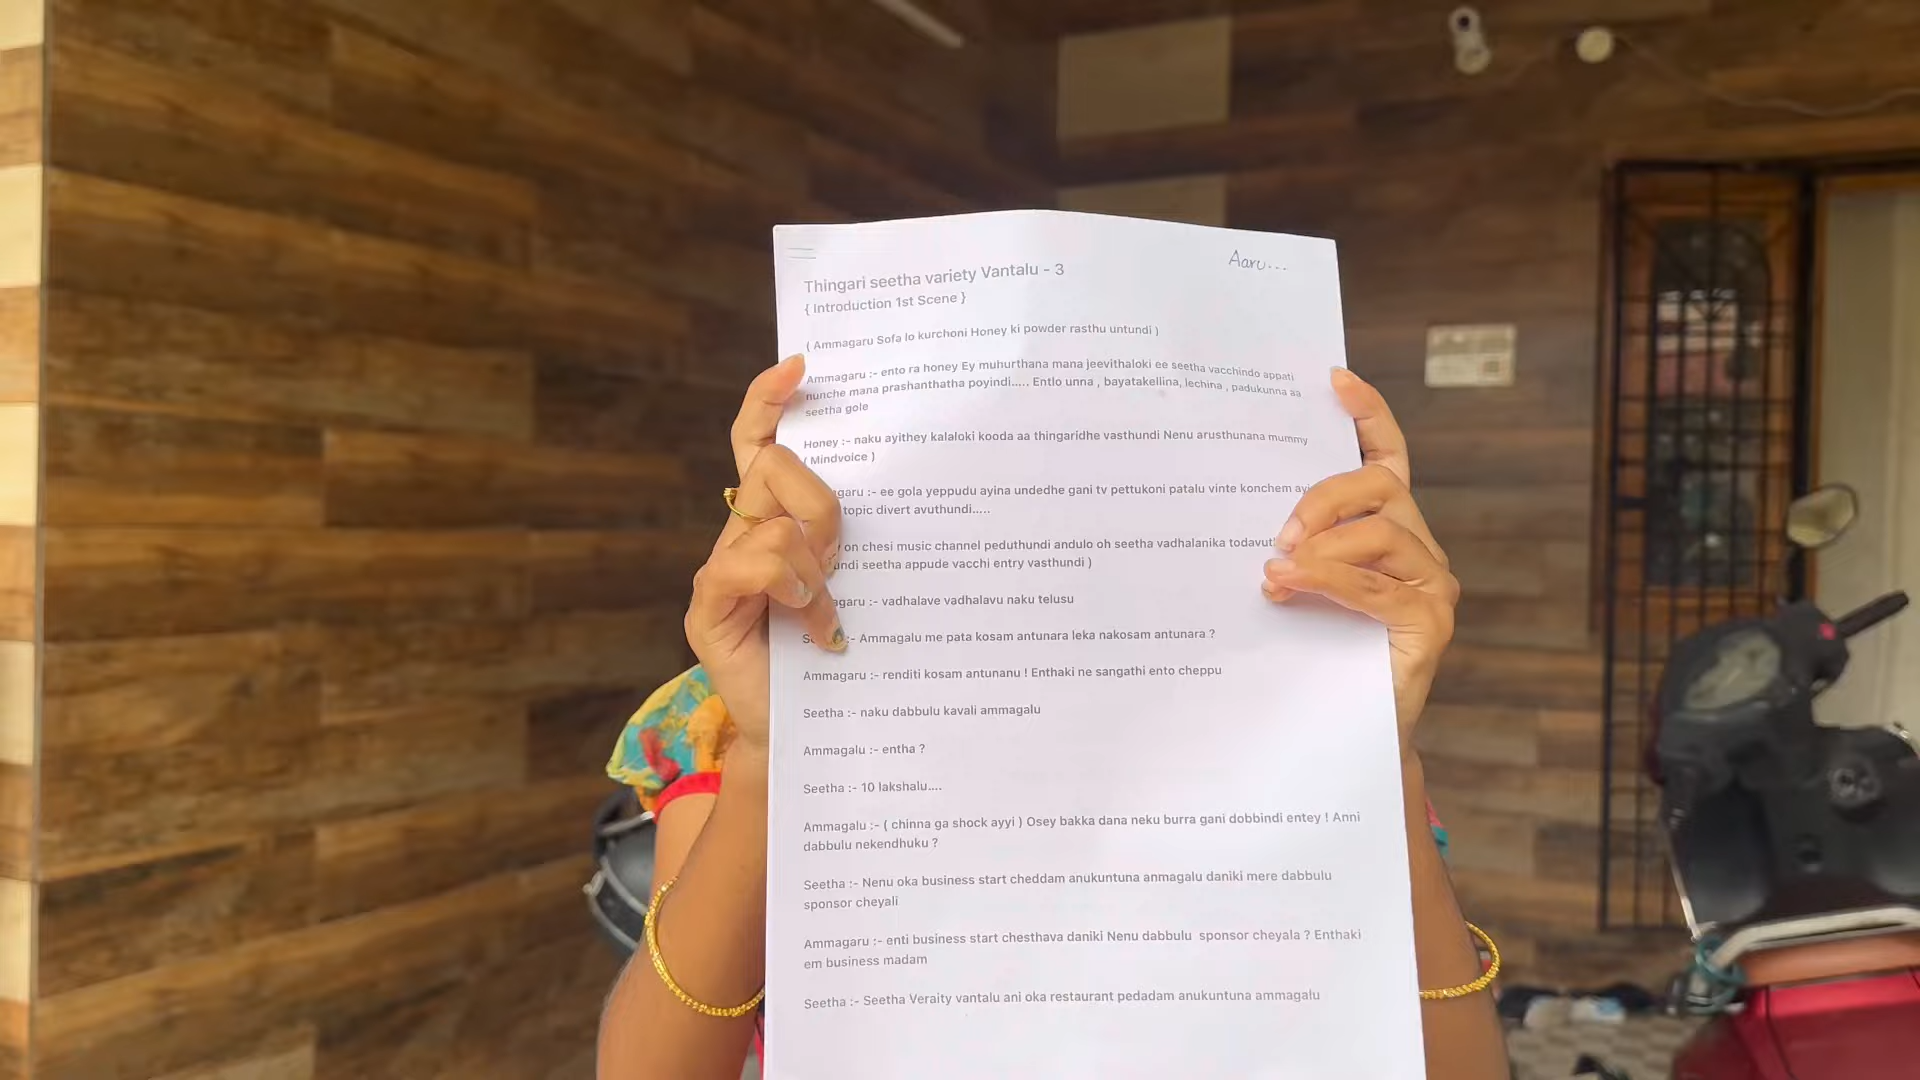 Aaru...
Thingari seetha variety Vantalu - 3
{ Introduction 1st Scene }
( Ammagaru Sofa lo kurchoni Honey ki powder rasthu untundi )
Ammagaru :- ento ra honey Ey muhurthana mana jeevithaloki ee seetha vacchindo appati
nunche mana prashanthatha poyindi..... Entlo unna , bayatakellina, lechina , padukunna aa
seetha gole
Honey :- naku ayithey kalaloki kooda aa thingaridhe vasthundi Nenu arusthunana mummy
( Mindvoice )
garu :- ee gola yeppudu ayina undedhe gani tv pettukoni patalu vinte konchem
topic divert avuthundi.....
on chesi music channel peduthundi andulo oh seetha vadhalanika
undi seetha appude vacchi entry vasthundi )
agaru :- vadhalave vadhalavu naku telusu
:- Ammagalu me pata kosam antunara leka nakosam antunara ?
Ammagaru :- renditi kosam antunanu ! Enthaki ne sangathi ento cheppu
Seetha :- naku dabbulu kavali ammagalu
Ammagalu :- entha ?
Seetha :- 10 lakshalu....
Ammagalu :- ( chinna ga shock ayyi ) Osey bakka dana neku burra gani dobbindi entey ! Anni
dabbulu nekendhuku ?
Seetha :- Nenu oka business start cheddam anukuntuna anmagalu daniki mere dabbulu
sponsor cheyali
Ammagaru :- enti business start chesthava daniki Nenu dabbulu sponsor cheyala ? Enthaki
em business madam
Seetha :- Seetha Veraity vantalu ani oka restaurant pedadam anukuntuna ammagalu